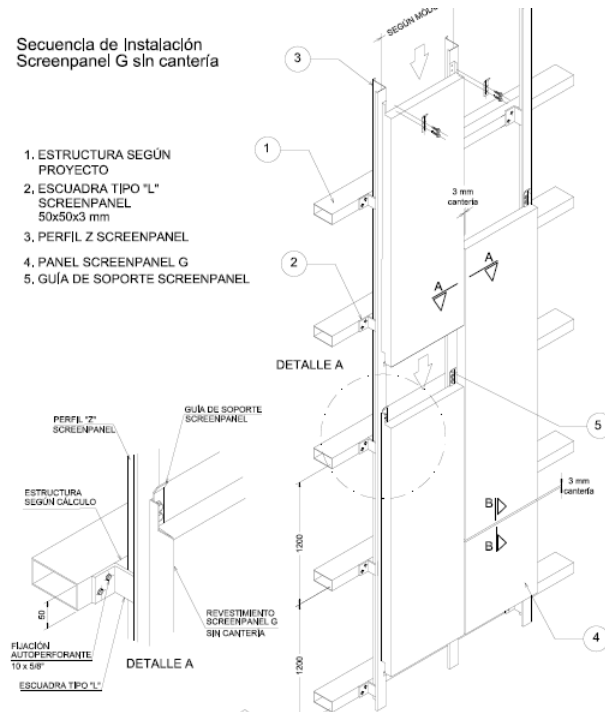 Secuencia de Instalación
Screenpanel G sin cantería
1. ESTRUCTURA SEGÚN
PROYECTO
2. ESCUADRA TIPO "L"
SCREENPANEL
50x50x3 mm
3. PERFIL Z SCREENPANEL
4. PANEL SCREENPANEL G
5. GUÍA DE SOPORTE SCREENPANEL
SEGÚN
3
1
2
3 mm
cantería
A
A
DETALLE A
5
3 mm
cantería
B
B
4
1200
1200
PERFIL "Z"
SCREENPANEL
GUÍA DE SOPORTE
SCREENPANEL
ESTRUCTURA
SEGÚN CÁLCULO
50
REVESTIMIENTO
SCREENPANEL G
SIN CANTERÍA
FIJACIÓN
AUTOPERFORANTE
10 x 5/8"
DETALLE A
ESCUADRA TIPO "L"